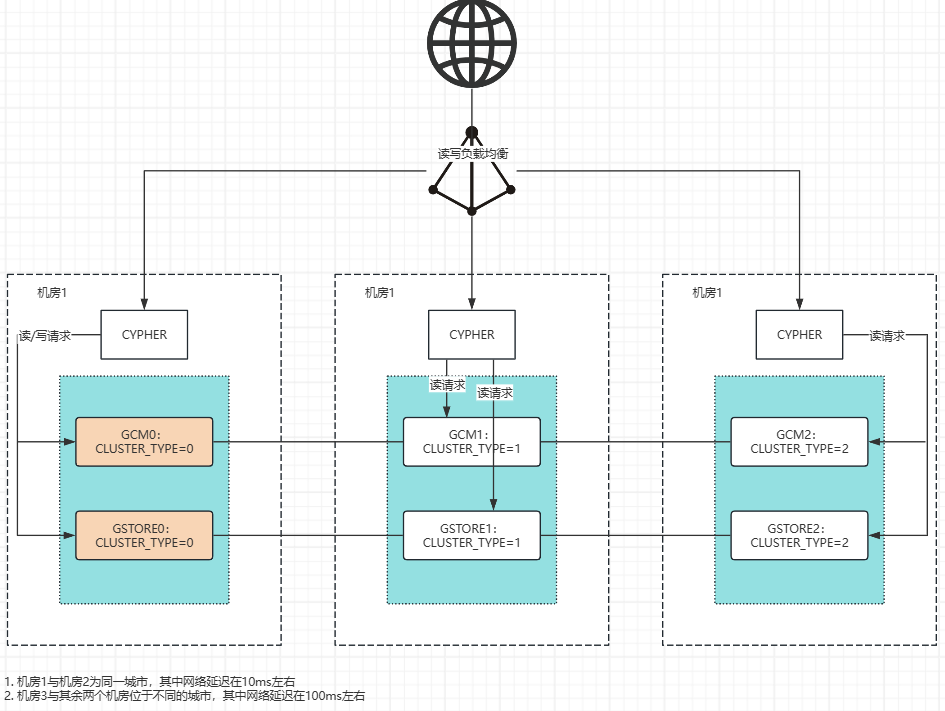 读写负载均衡
机房1
机房1
机房1
CYPHER
CYPHER
CYPHER
读/写请求
读请求
读请求
读请求
GCM0:
CLUSTER_TYPE=0
GCM1:
CLUSTER_TYPE=1
GCM2:
CLUSTER_TYPE=2
GSTORE0:
CLUSTER_TYPE=0
GSTORE1:
CLUSTER_TYPE=1
GSTORE2:
CLUSTER_TYPE=2
1. 机房1与机房2为同一城市，其中网络延迟在10ms左右
2. 机房3与其余两个机房位于不同的城市，其中网络延迟在100ms左右